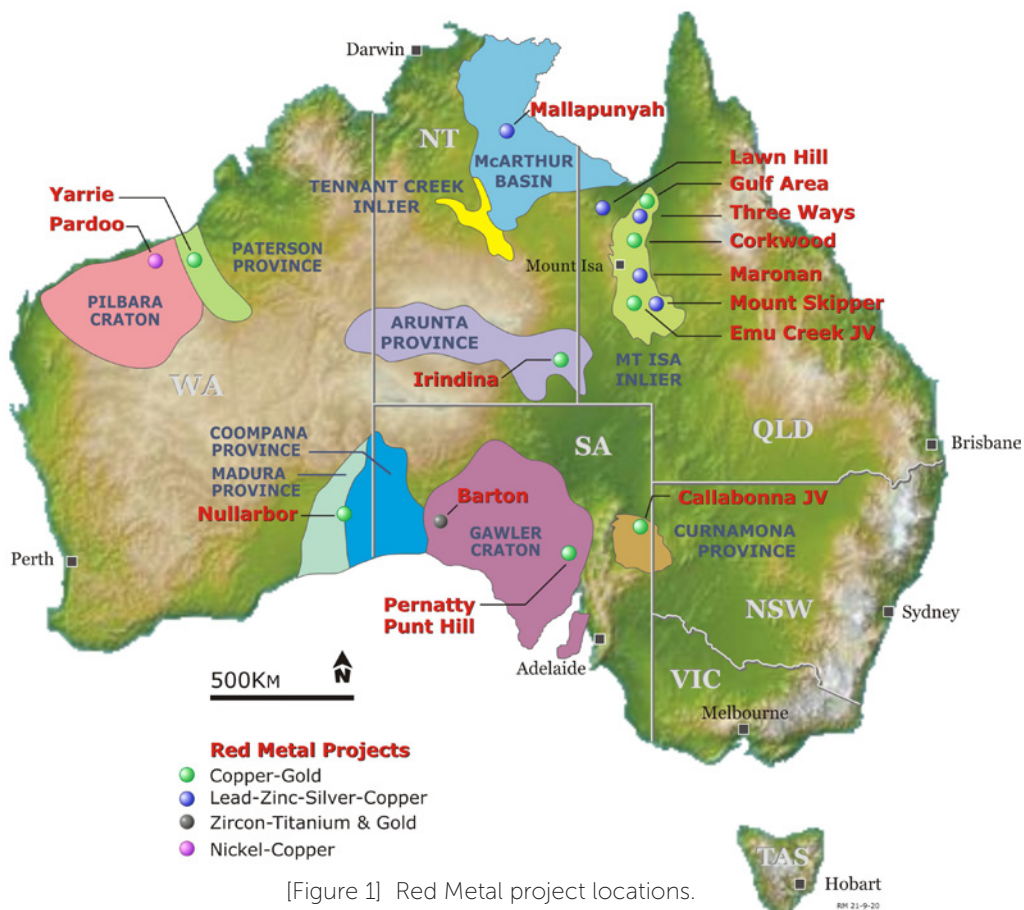 Darwin
Mallapunyah
NT
McARTHUR
BASIN
Lawn Hill
Gulf Area
TENNANT CREEK
INLIER
Three Ways
Yarrie
Corkwood
Pardoo
PATERSON
PROVINCE
Mount Isa
Maronan
PILBARA
CRATON
Mount Skipper
ARUNTA
PROVINCE
Emu Creek JV
Irindina
MT ISA
INLIER
WA
QLD
COOMPANA
PROVINCE
SA
Brisbane
MADURA
PROVINCE
Barton
Callabonna JV
Nullarbor
GAWLER
CRATON
CURNAMONA
PROVINCE
Perth
Pernatty
Punt Hill
NSW
Sydney
Adelaide
N
500KM
VIC
Melbourne
Red Metal Projects
Copper-Gold
Lead-Zinc-Silver-Copper
Zircon-Titanium & Gold
Nickel-Copper
TAS
Hobart
[Figure 1] Red Metal project locations.
RM 21-9-20